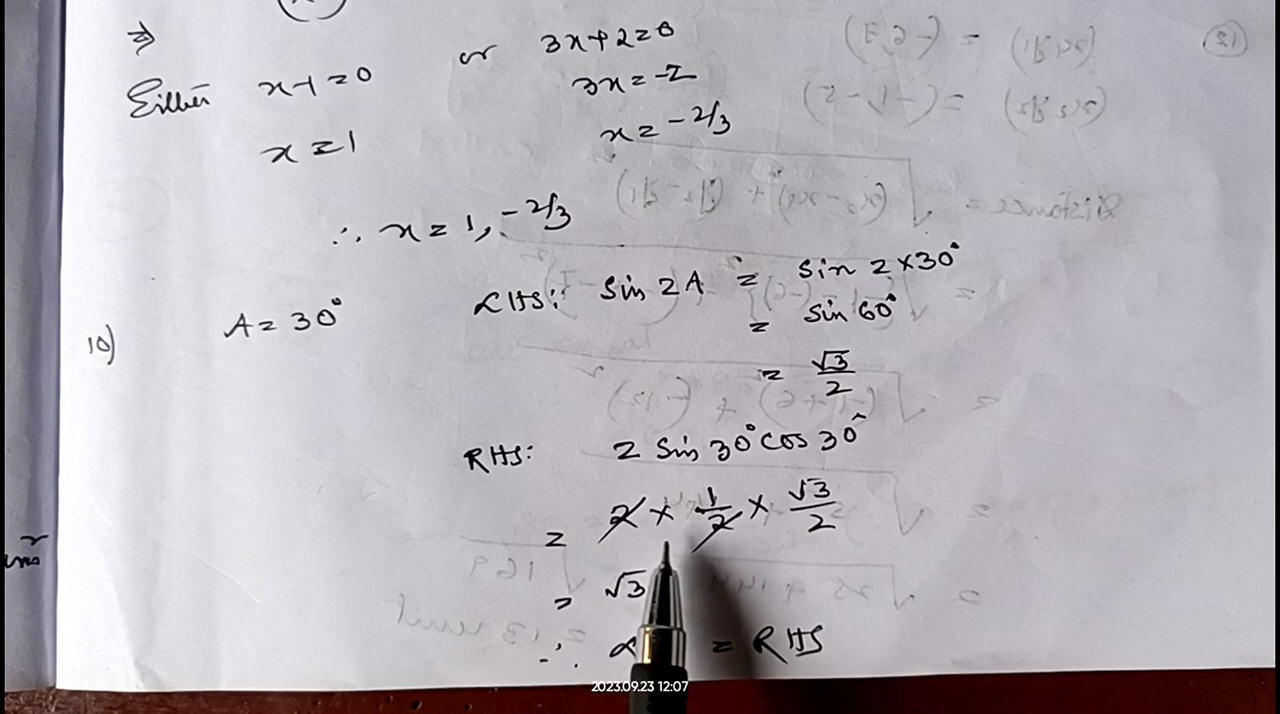 ⇒
Either x-1=0 or 3x+2=0
3x=-2
x=1 x=-2/3
∴ x=1, -2/3
10) A=30° LHS: Sin 2A = Sin 2×30°
= Sin 60°
= √3/2
RHS: 2 Sin 30° Cos 30°
= 2 × 1/2 × √3/2
= √3
∴ = RHS
2023.09.23 12:07